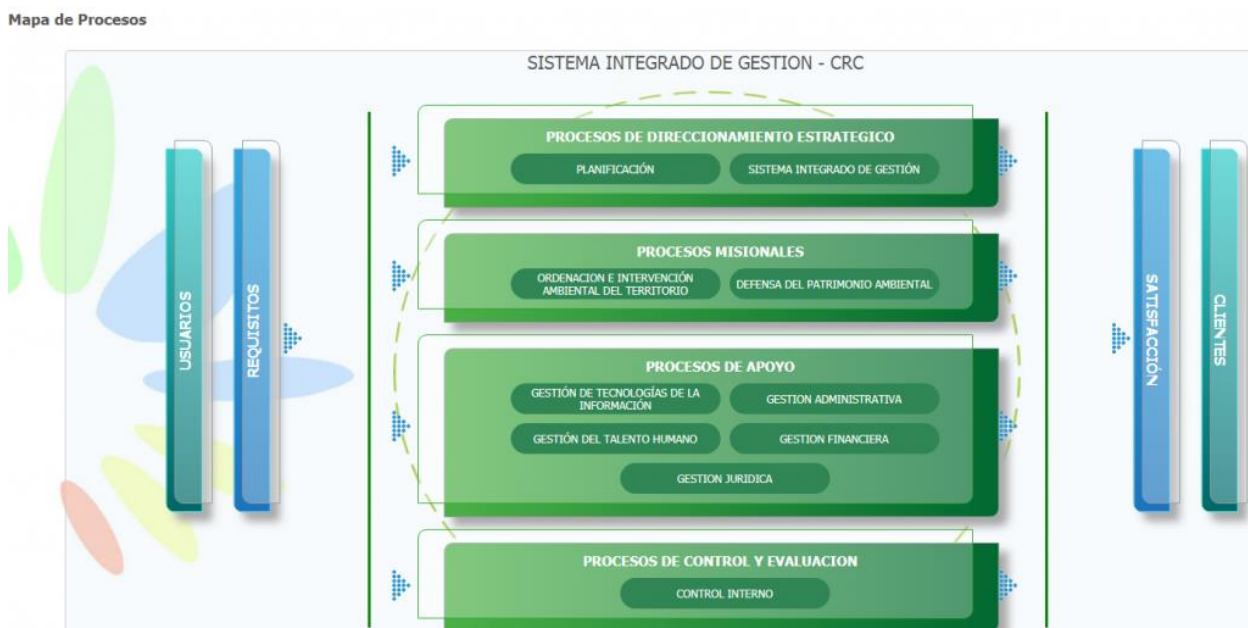 Mapa de Procesos
SISTEMA INTEGRADO DE GESTION - CRC
USUARIOS
REQUISITOS
PROCESOS DE DIRECCIONAMIENTO ESTRATEGICO
PLANIFICACIÓN
SISTEMA INTEGRADO DE GESTIÓN
PROCESOS MISIONALES
ORDENACION E INTERVENCIÓN
AMBIENTAL DEL TERRITORIO
DEFENSA DEL PATRIMONIO AMBIENTAL
PROCESOS DE APOYO
GESTIÓN DE TECNOLOGÍAS DE LA
INFORMACIÓN
GESTION ADMINISTRATIVA
GESTIÓN DEL TALENTO HUMANO
GESTION FINANCIERA
GESTION JURIDICA
PROCESOS DE CONTROL Y EVALUACION
CONTROL INTERNO
SATISFACCIÓN
CLIENTES